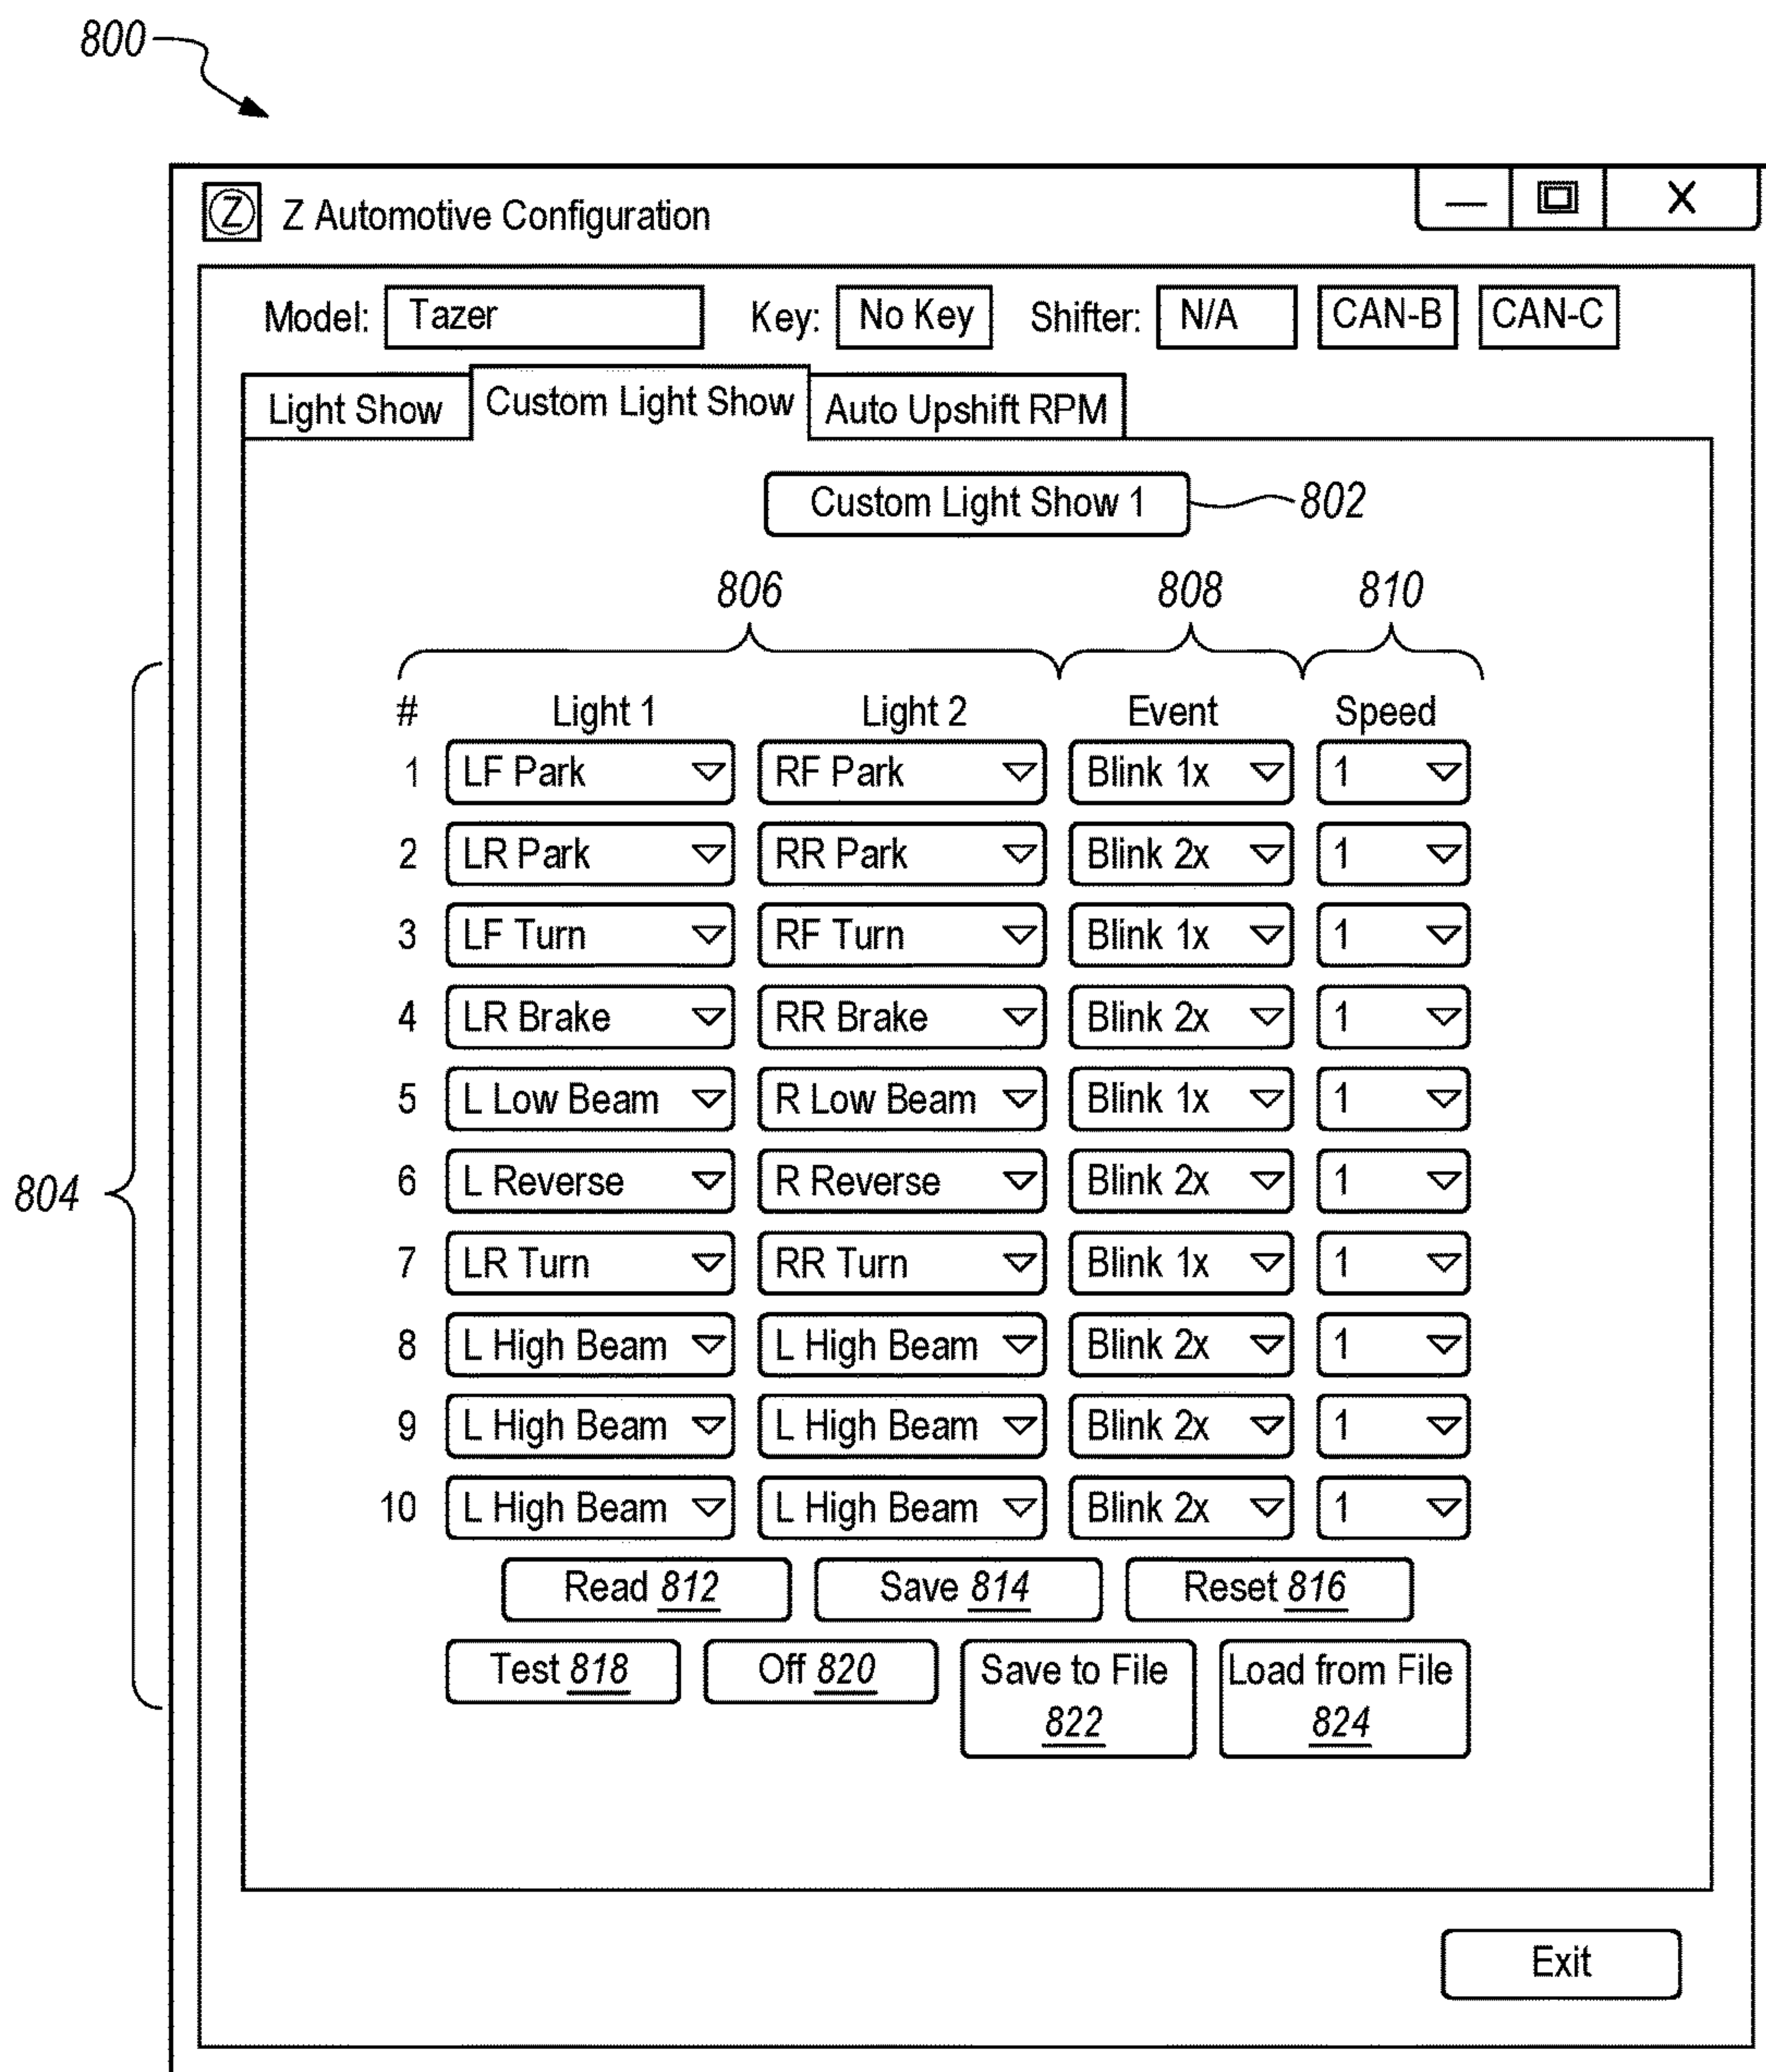 800
Z Z Automotive Configuration X
Model: Tazer Key: No Key Shifter: N/A CAN-B CAN-C
Light Show Custom Light Show Auto Upshift RPM
Custom Light Show 1 802
806 808 810
# Light 1 Light 2 Event Speed
1 LF Park RF Park Blink 1x 1
2 LR Park RR Park Blink 2x 1
3 LF Turn RF Turn Blink 1x 1
4 LR Brake RR Brake Blink 2x 1
5 L Low Beam R Low Beam Blink 1x 1
804 6 L Reverse R Reverse Blink 2x 1
7 LR Turn RR Turn Blink 1x 1
8 L High Beam L High Beam Blink 2x 1
9 L High Beam L High Beam Blink 2x 1
10 L High Beam L High Beam Blink 2x 1
Read 812 Save 814 Reset 816
Test 818 Off 820 Save to File Load from File
822 824
Exit